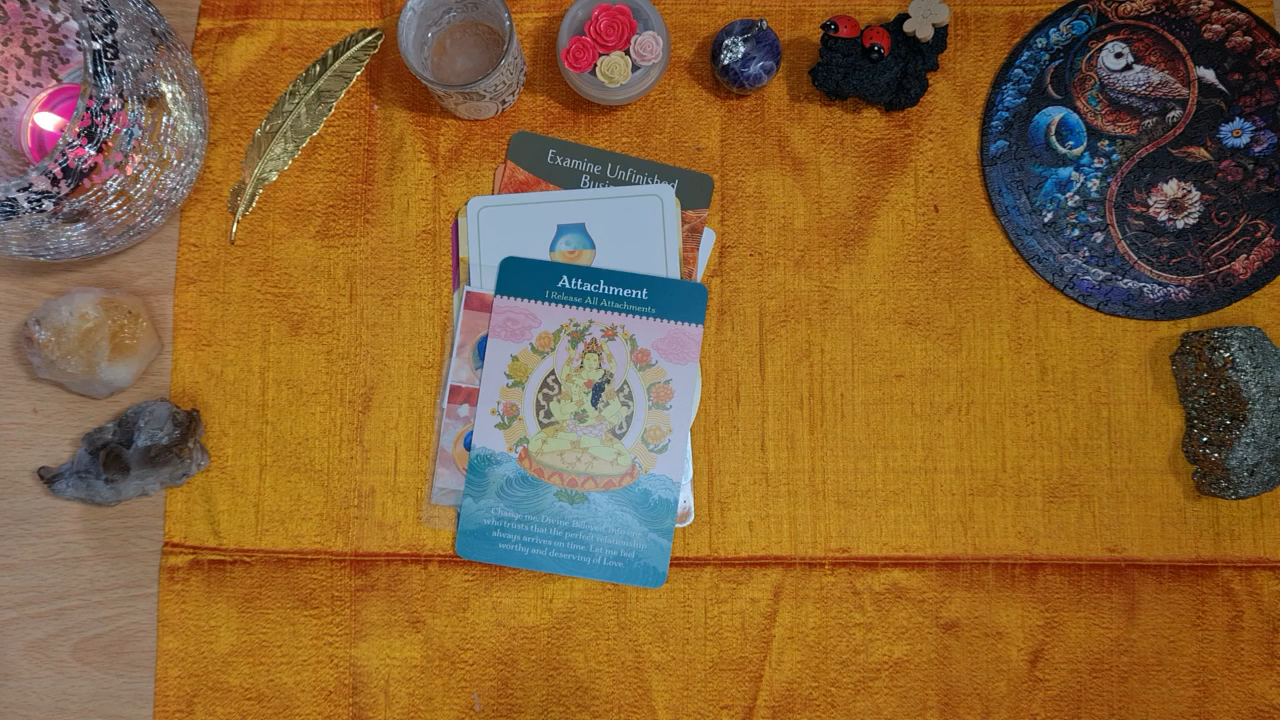 Examine Unfinished
Attachment
I Release All Attachments
Change me, Divine Beloved, into one
who trusts that the perfect relationship
always arrives on time. Let me feel
worthy and deserving of Love.